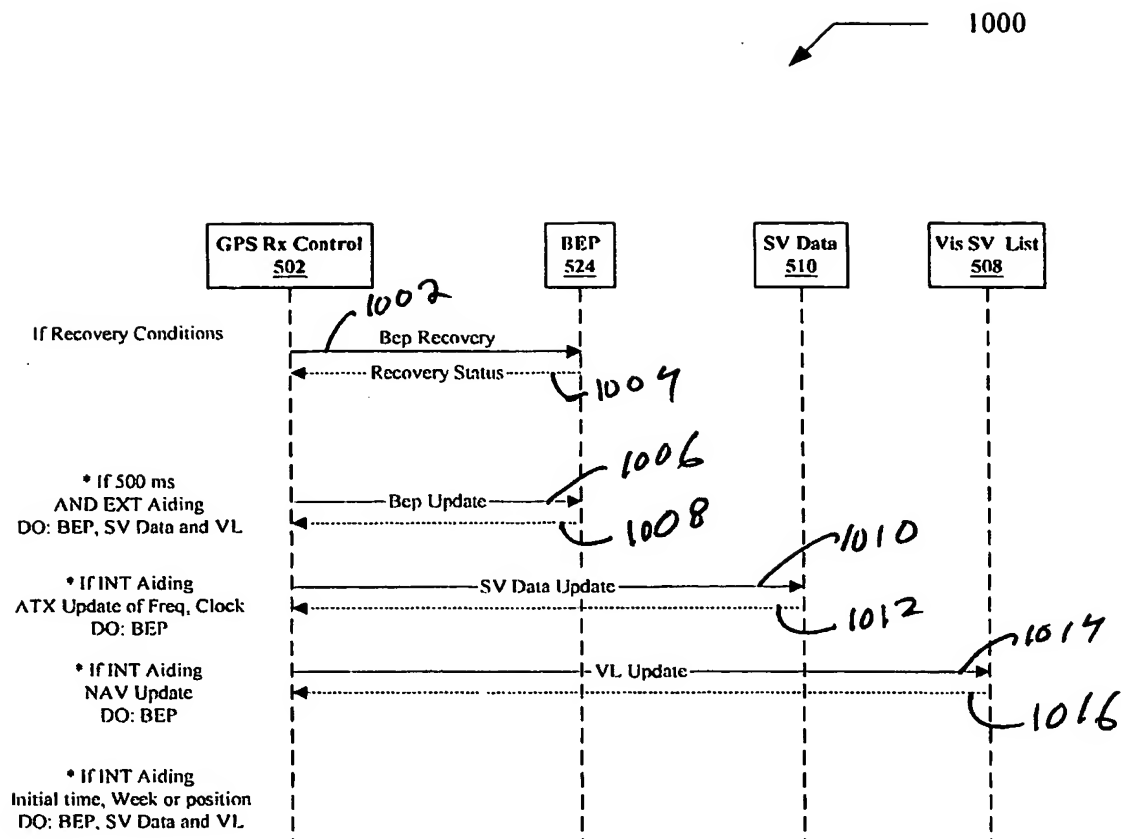 1000
GPS Rx Control
502
BEP
524
SV Data
510
Vis SV List
508
1002
If Recovery Conditions
Bep Recovery
Recovery Status
1004
* If 500 ms
AND EXT Aiding
DO: BEP, SV Data and VL
1006
Bep Update
1008
* If INT Aiding
ATX Update of Freq, Clock
DO: BEP
1010
SV Data Update
1012
* If INT Aiding
NAV Update
DO: BEP
1014
VL Update
1016
* If INT Aiding
Initial time, Week or position
DO: BEP, SV Data and VL